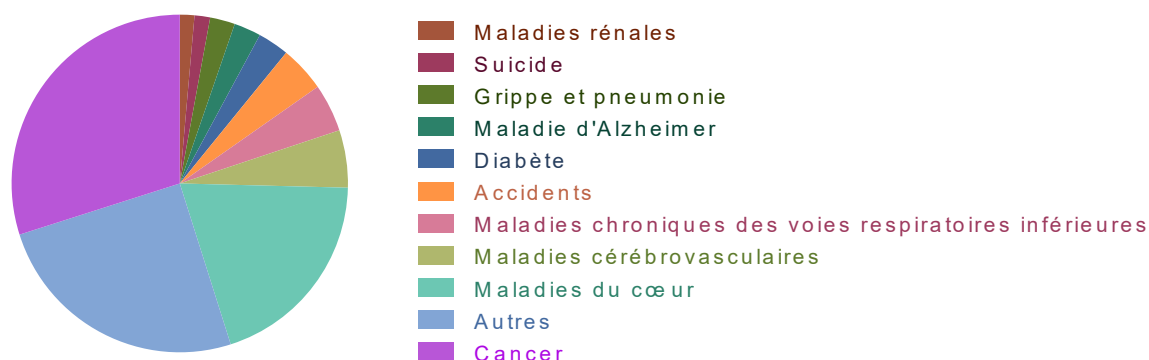 Maladies rénales
Suicide
Grippe et pneumonie
Maladie d'Alzheimer
Diabète
Accidents
Maladies chroniques des voies respiratoires inférieures
Maladies cérébrovasculaires
Maladies du cœur
Autres
Cancer